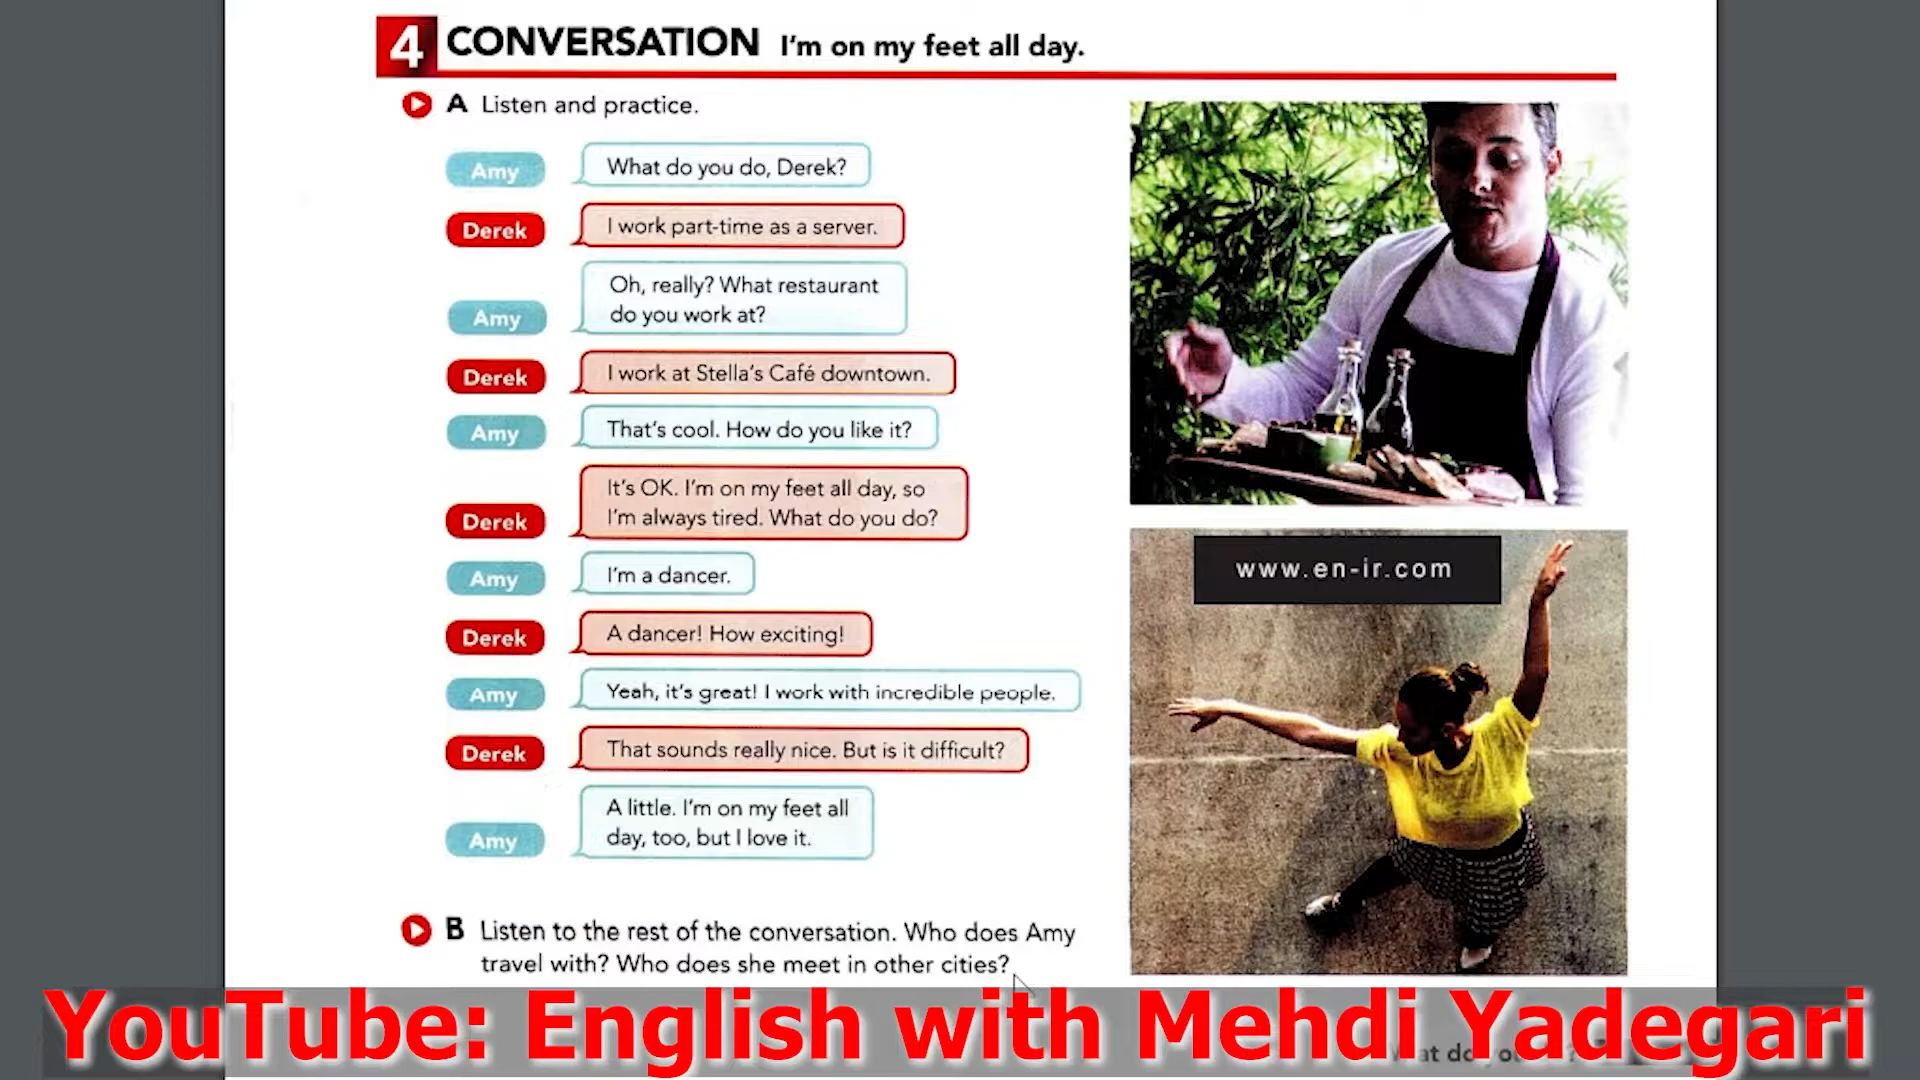 4 CONVERSATION I'm on my feet all day.
A Listen and practice.
Amy What do you do, Derek?
Derek I work part-time as a server.
Amy Oh, really? What restaurant
do you work at?
Derek I work at Stella's Café downtown.
Amy That's cool. How do you like it?
Derek It's OK. I'm on my feet all day, so
I'm always tired. What do you do?
Amy I'm a dancer.
Derek A dancer! How exciting!
Amy Yeah, it's great! I work with incredible people.
Derek That sounds really nice. But is it difficult?
Amy A little. I'm on my feet all
day, too, but I love it.
B Listen to the rest of the conversation. Who does Amy
travel with? Who does she meet in other cities?
www.en-ir.com
YouTube: English with Mehdi Yadegari